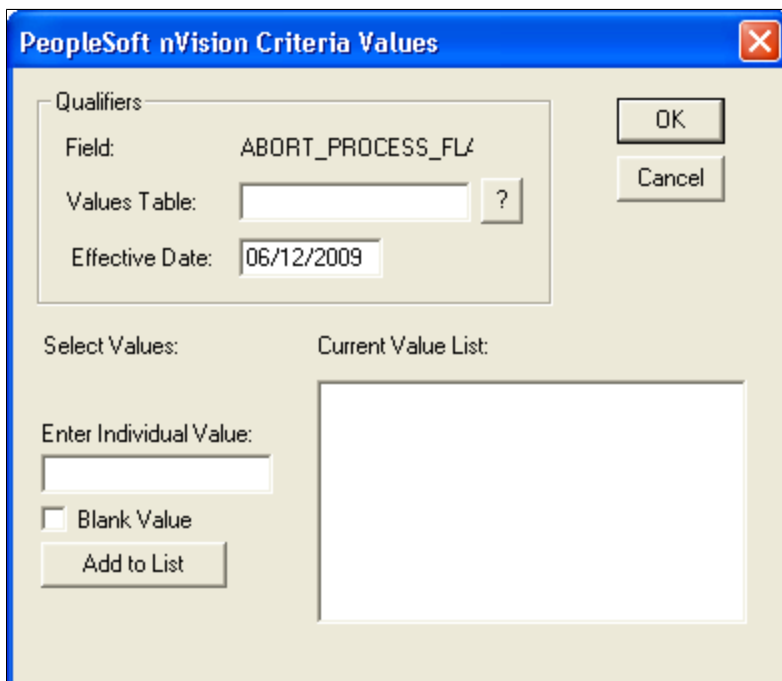 PeopleSoft nVision Criteria Values
Qualifiers
Field: ABORT_PROCESS_FLA
OK
Values Table: ?
Cancel
Effective Date: 06/12/2009
Select Values:
Current Value List:
Enter Individual Value:
Blank Value
Add to List